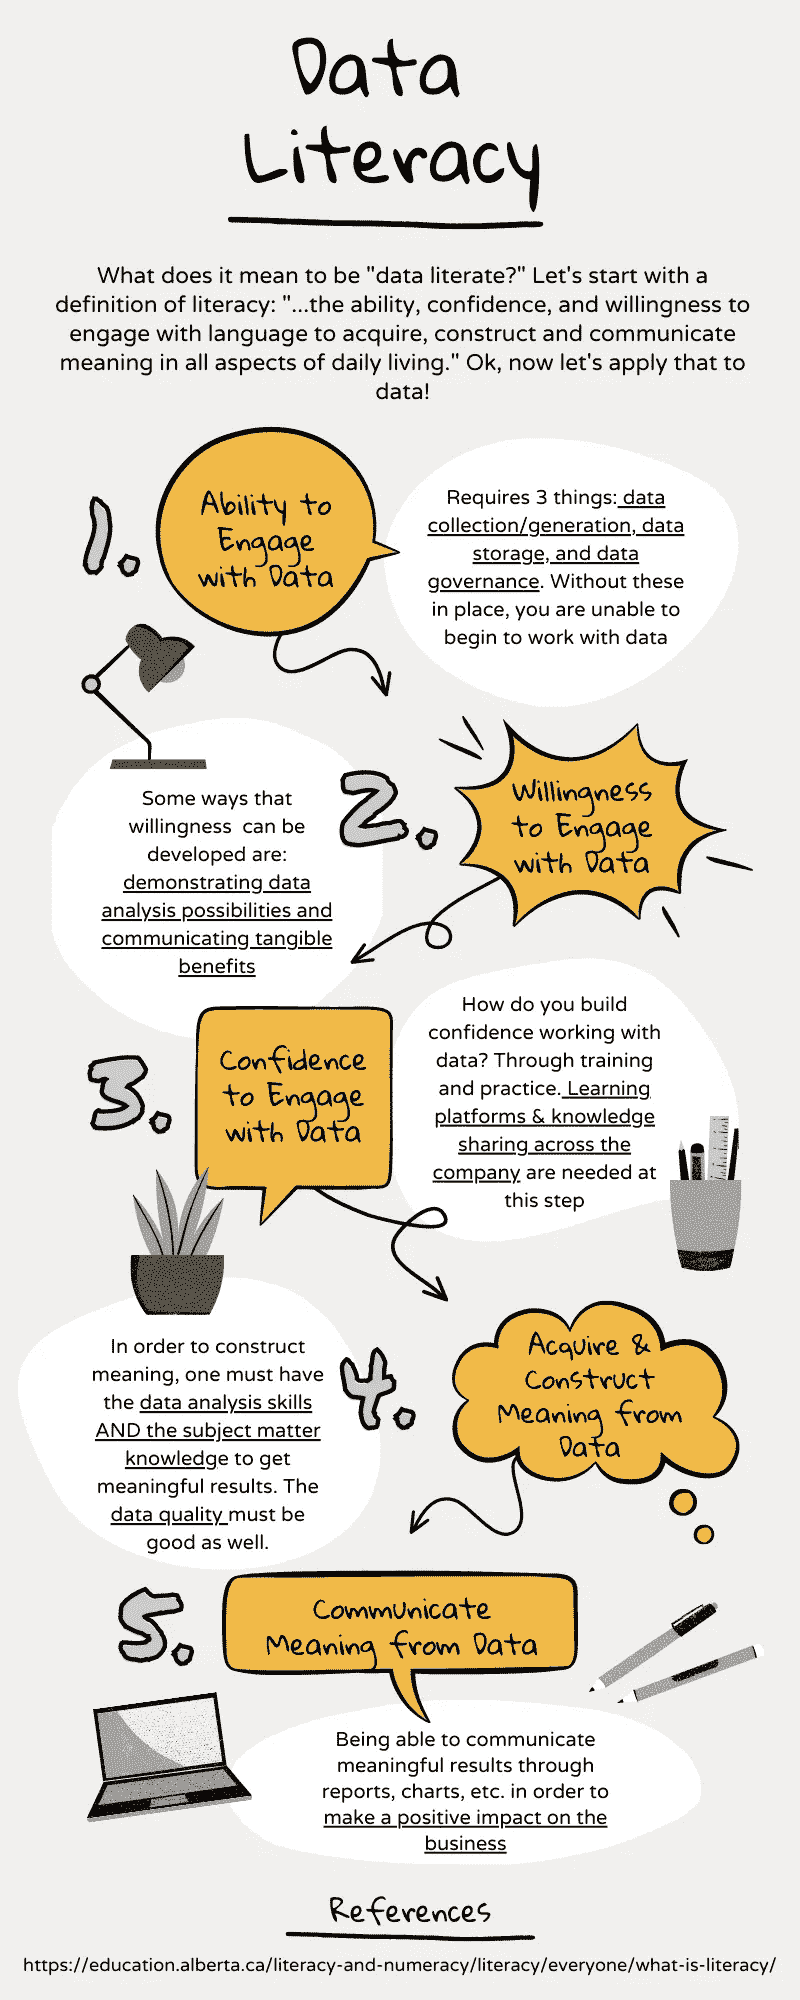 Data
Literacy
What does it mean to be "data literate?" Let's start with a
definition of literacy: "...the ability, confidence, and willingness to
engage with language to acquire, construct and communicate
meaning in all aspects of daily living." Ok, now let's apply that to
data!
1.
Ability to
Engage
with Data
Requires 3 things: data
collection/generation, data
storage, and data
governance. Without these
in place, you are unable to
begin to work with data
2.
Willingness
to Engage
with Data
Some ways that
willingness can be
developed are:
demonstrating data
analysis possibilities and
communicating tangible
benefits
3.
Confidence
to Engage
with Data
How do you build
confidence working with
data? Through training
and practice. Learning
platforms & knowledge
sharing across the
company are needed at
this step
4.
Acquire &
Construct
Meaning from
Data
In order to construct
meaning, one must have
the data analysis skills
AND the subject matter
knowledge to get
meaningful results. The
data quality must be
good as well.
5.
Communicate
Meaning from Data
Being able to communicate
meaningful results through
reports, charts, etc. in order to
make a positive impact on the
business
References
https://education.alberta.ca/literacy-and-numeracy/literacy/everyone/what-is-literacy/